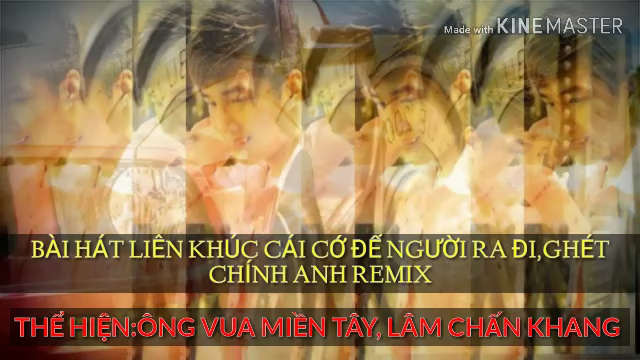 Made with KINEMASTER
BÀI HÁT LIÊN KHÚC CÁI CỚ ĐỂ NGƯỜI RA ĐI,GHÉT
CHÍNH ANH REMIX
THỂ HIỆN:ÔNG VUA MIỀN TÂY, LÂM CHẤN KHANG